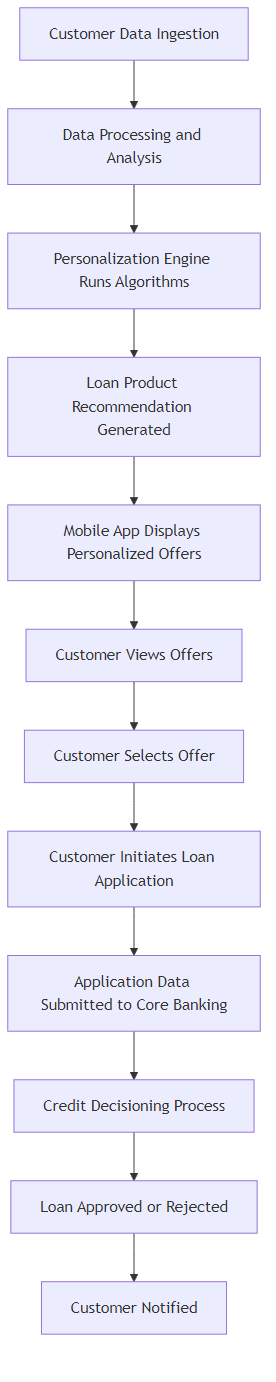 Customer Data Ingestion
Data Processing and
Analysis
Personalization Engine
Runs Algorithms
Loan Product
Recommendation
Generated
Mobile App Displays
Personalized Offers
Customer Views Offers
Customer Selects Offer
Customer Initiates Loan
Application
Application Data
Submitted to Core Banking
Credit Decisioning Process
Loan Approved or Rejected
Customer Notified